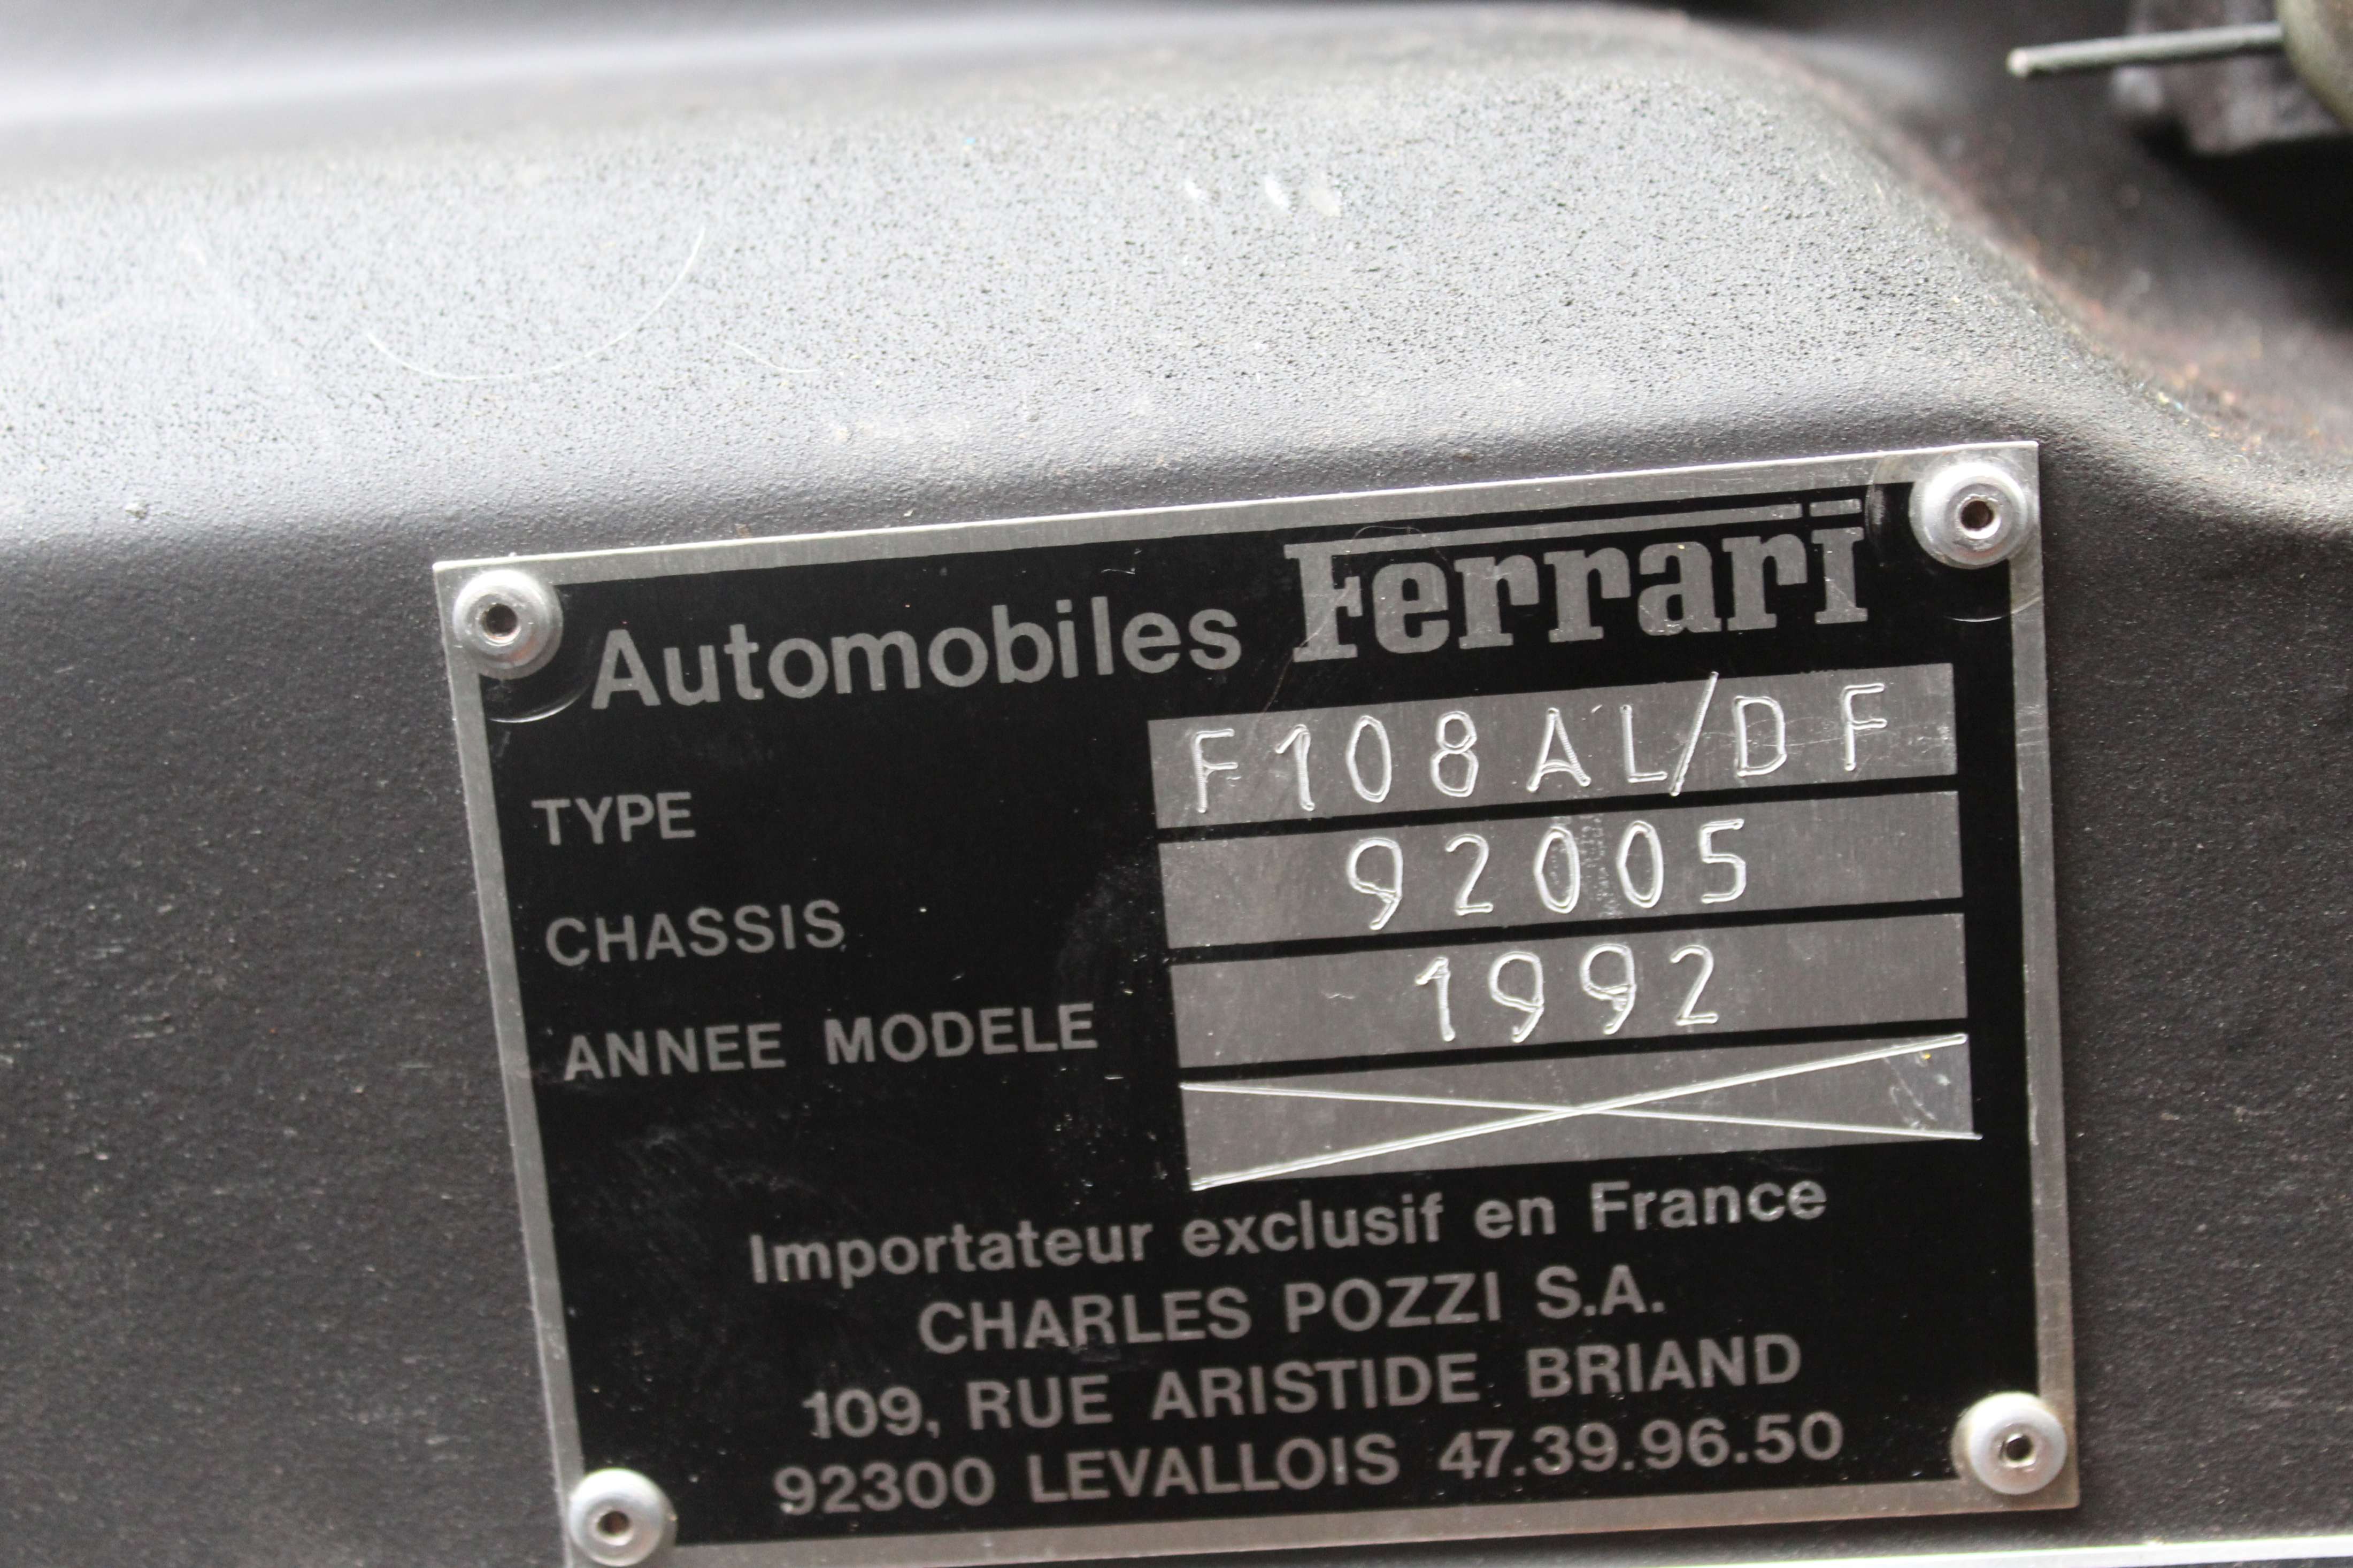 Automobiles Ferrari
TYPE F108AL/DF
CHASSIS 92005
ANNEE MODELE 1992
Importateur exclusif en France
CHARLES POZZI S.A.
109, RUE ARISTIDE BRIAND
92300 LEVALLOIS 47.39.96.50